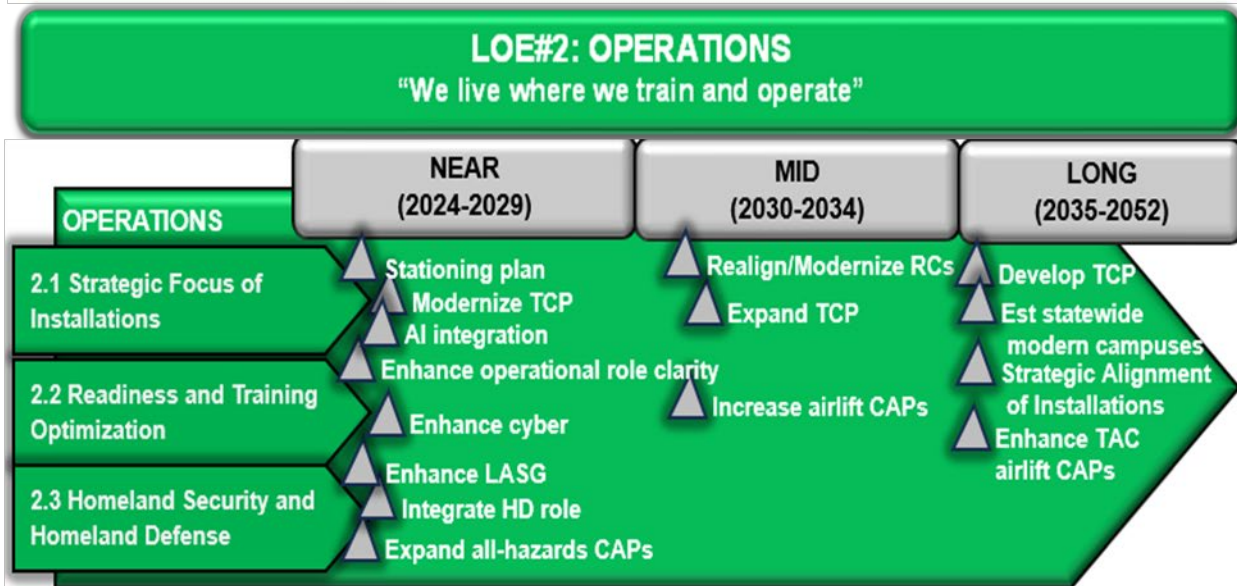 LOE#2: OPERATIONS
“We live where we train and operate”
NEAR
(2024-2029)
MID
(2030-2034)
LONG
(2035-2052)
OPERATIONS
2.1 Strategic Focus of
Installations
2.2 Readiness and Training
Optimization
2.3 Homeland Security and
Homeland Defense
Stationing plan
Modernize TCP
AI integration
Enhance operational role clarity
Enhance cyber
Enhance LASG
Integrate HD role
Expand all-hazards CAPs
Realign/Modernize RCs
Expand TCP
Increase airlift CAPs
Develop TCP
Est statewide
modern campuses
Strategic Alignment
of Installations
Enhance TAC
airlift CAPs